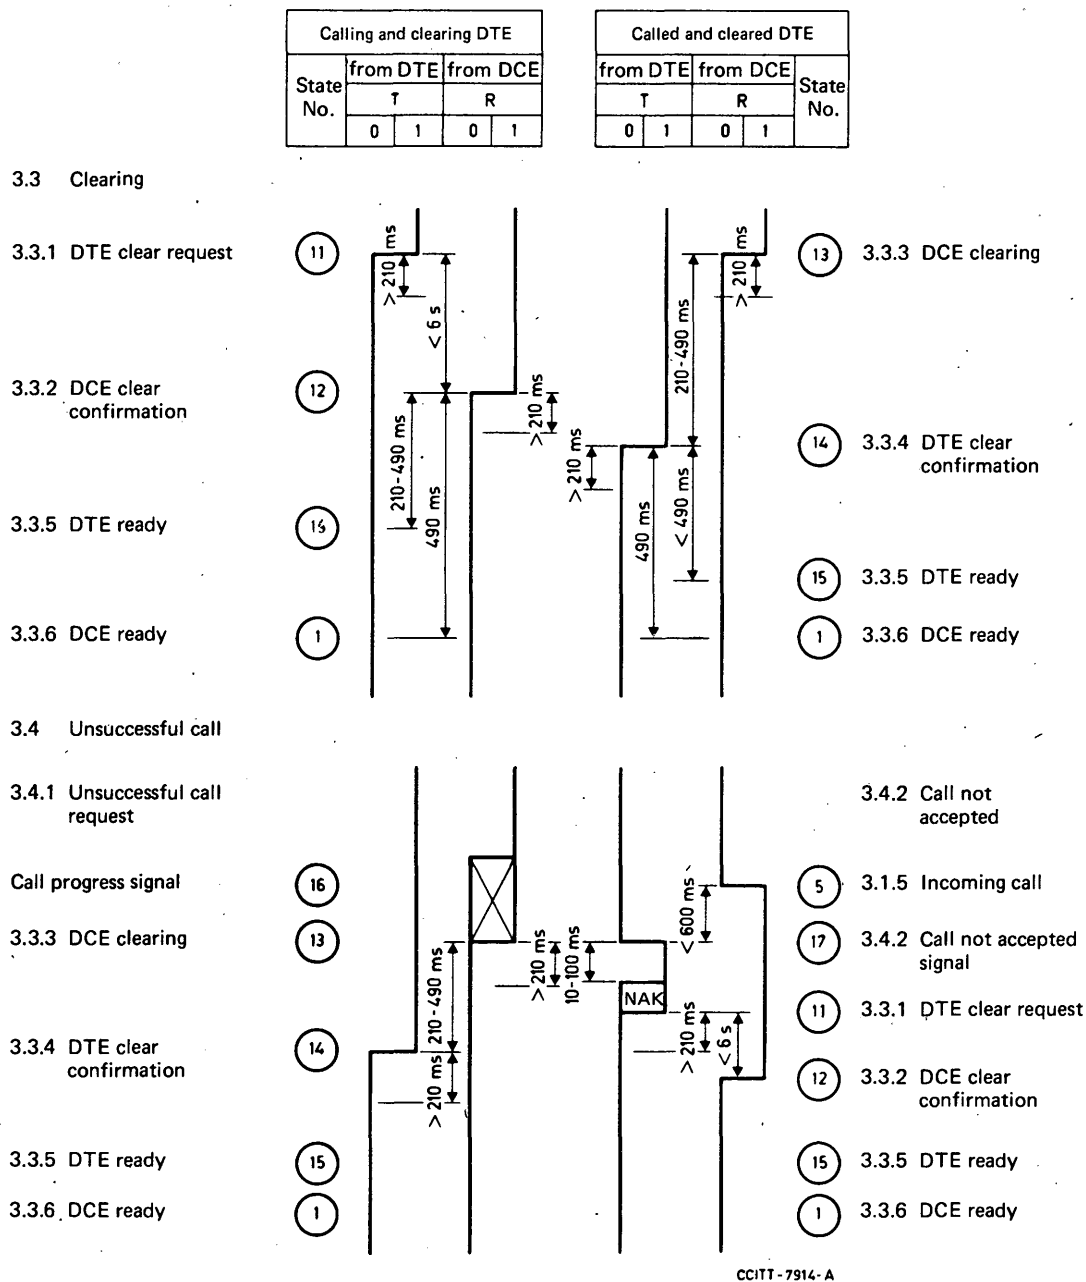 Calling and clearing DTE
Called and cleared DTE
State No.
from DTE
from DCE
T
R
0
1
0
1
from DTE
from DCE
State No.
T
R
0
1
0
1
3.3 Clearing
3.3.1 DTE clear request
11
> 210 ms
< 6 s
210-490 ms
> 210 ms
13
3.3.3 DCE clearing
3.3.2 DCE clear
confirmation
12
210-490 ms
490 ms
> 210 ms
> 210 ms
490 ms
< 490 ms
14
3.3.4 DTE clear
confirmation
3.3.5 DTE ready
15
15
3.3.5 DTE ready
3.3.6 DCE ready
1
1
3.3.6 DCE ready
3.4 Unsuccessful call
3.4.1 Unsuccessful call
request
3.4.2 Call not
accepted
Call progress signal
16
< 600 ms
5
3.1.5 Incoming call
3.3.3 DCE clearing
13
210-490 ms
> 210 ms
10-100 ms
17
3.4.2 Call not accepted
signal
NAK
11
3.3.1 DTE clear request
> 210 ms
< 6 s
3.3.4 DTE clear
confirmation
14
> 210 ms
12
3.3.2 DCE clear
confirmation
3.3.5 DTE ready
15
15
3.3.5 DTE ready
3.3.6 DCE ready
1
1
3.3.6 DCE ready
CCITT-7914-A